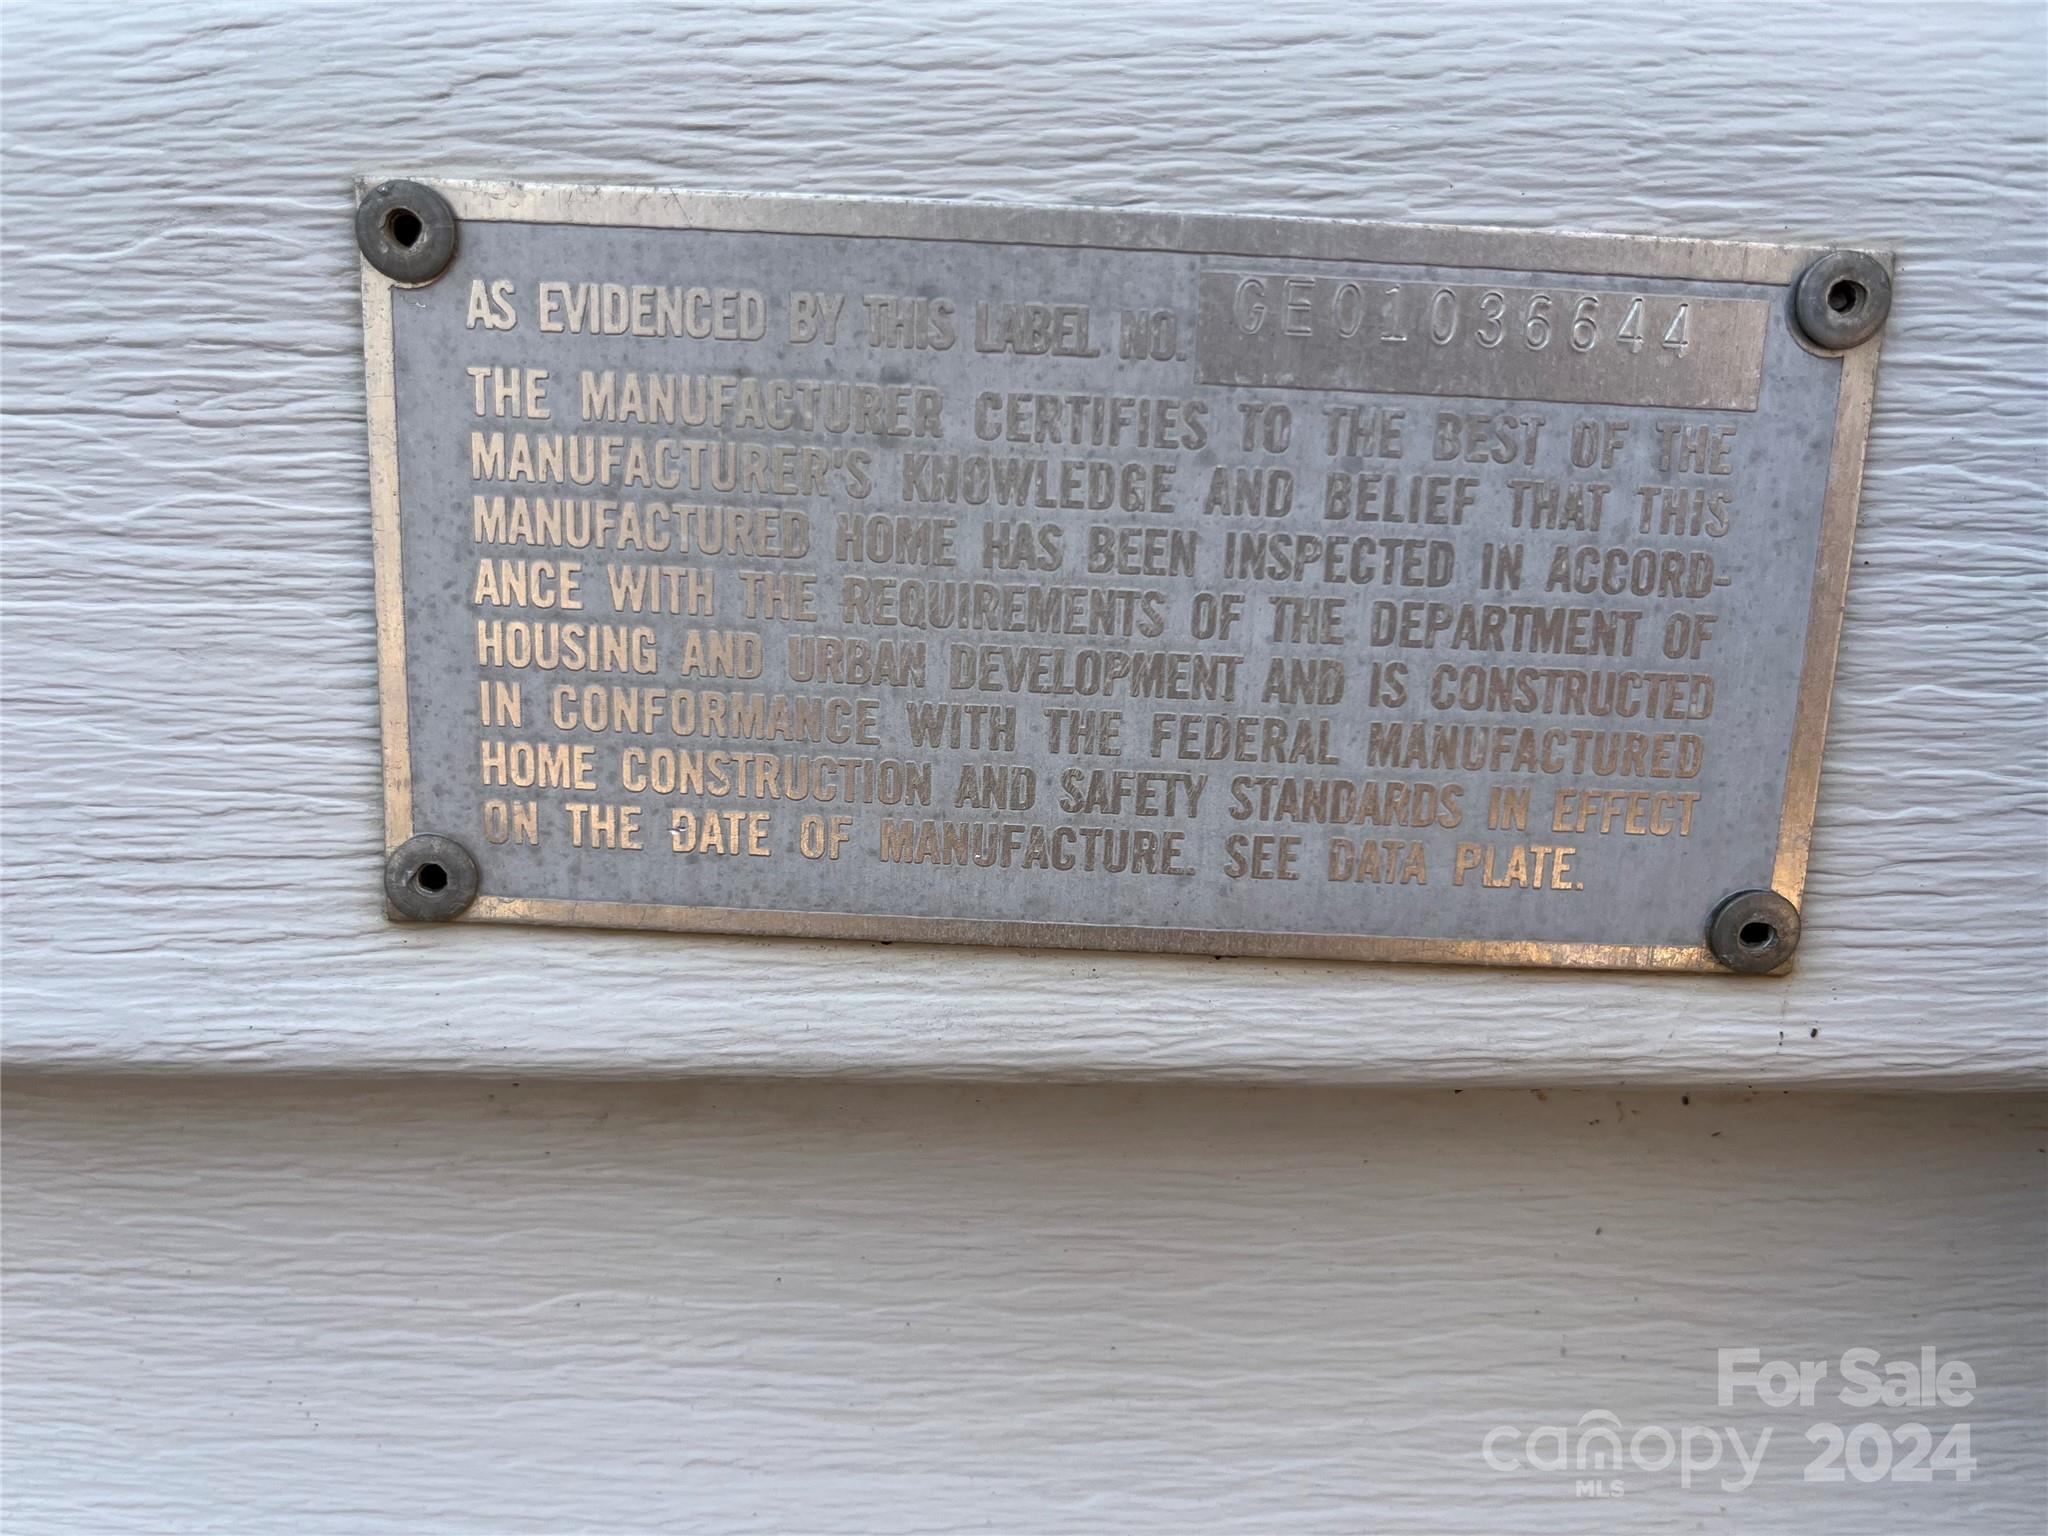 AS EVIDENCED BY THIS LABEL NO. GEO1036644
THE MANUFACTURER CERTIFIES TO THE BEST OF THE
MANUFACTURER'S KNOWLEDGE AND BELIEF THAT THIS
MANUFACTURED HOME HAS BEEN INSPECTED IN ACCORD-
ANCE WITH THE REQUIREMENTS OF THE DEPARTMENT OF
HOUSING AND URBAN DEVELOPMENT AND IS CONSTRUCTED
IN CONFORMANCE WITH THE FEDERAL MANUFACTURED
HOME CONSTRUCTION AND SAFETY STANDARDS IN EFFECT
ON THE DATE OF MANUFACTURE. SEE DATA PLATE.
For Sale
canopy 2024
MLS